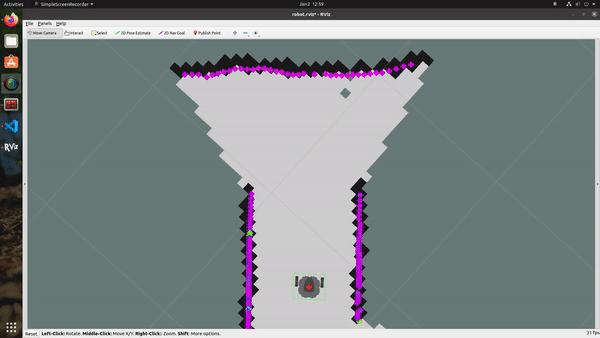 Activities SimpleScreenRecorder Jan 2 12:59
robot.rviz* - RViz
File Panels Help
Move Camera Interact Select 2D Pose Estimate 2D Nav Goal Publish Point
RViz
Reset Left-Click: Rotate. Middle-Click: Move X/Y. Right-Click: Zoom. Shift: More options. 31 fps